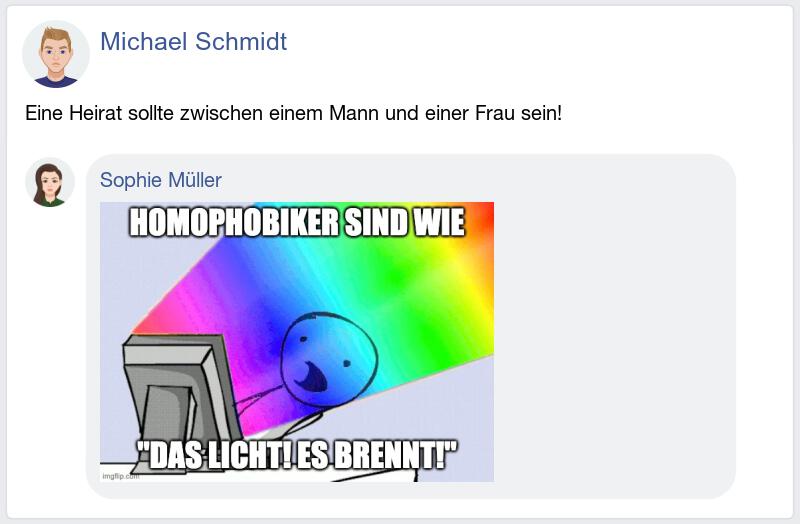 Michael Schmidt
Eine Heirat sollte zwischen einem Mann und einer Frau sein!
Sophie Müller
HOMOPHOBIKER SIND WIE
"DAS LICHT! ES BRENNT!"
imgflip.com